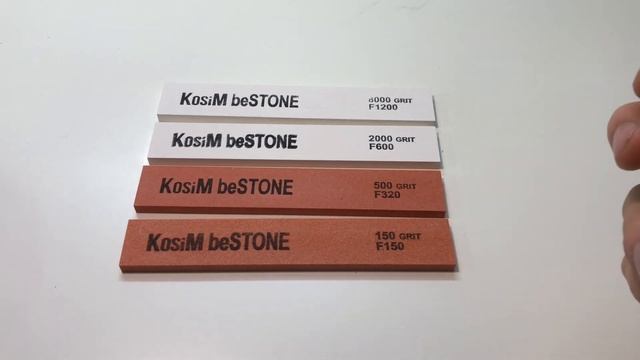 KosiM beSTONE
8000 GRIT
F1200
KosiM beSTONE
2000 GRIT
F600
KosiM beSTONE
500 GRIT
F320
KosiM beSTONE
150 GRIT
F150